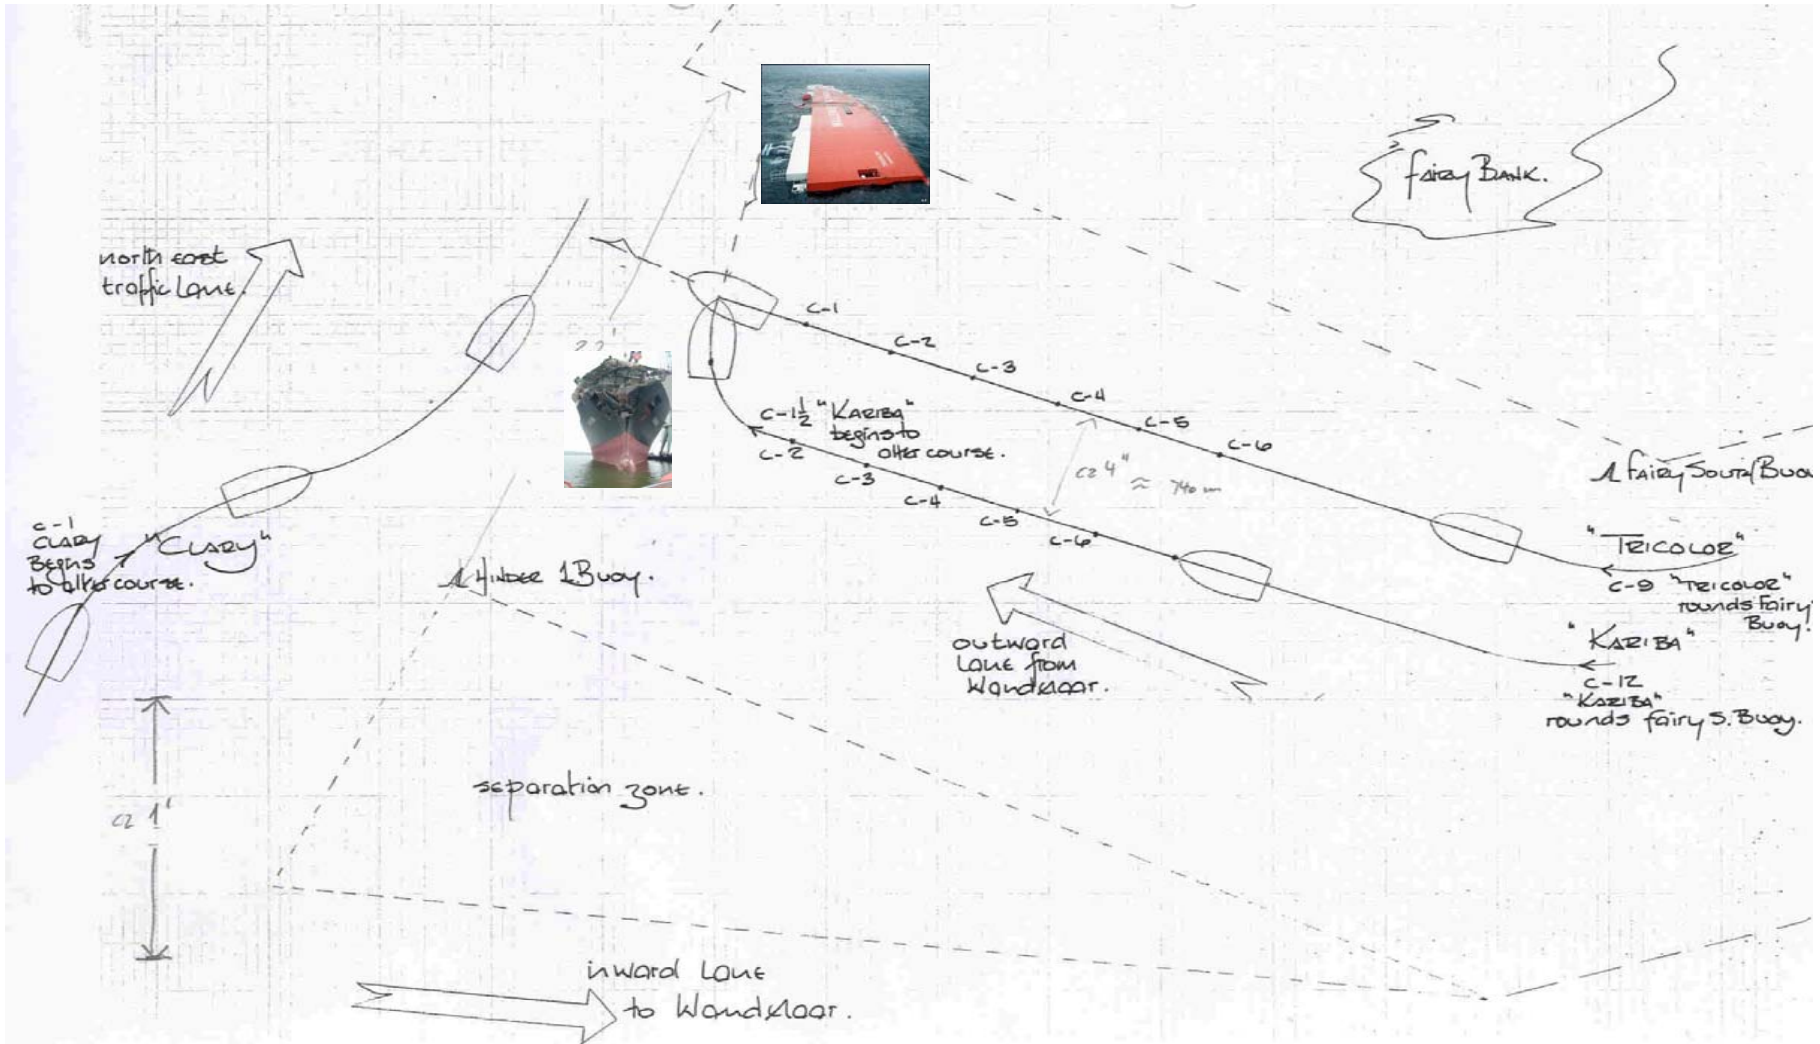 Fairy Bank.
north east
traffic Lane.
C-1
C-2
C-3
C-4
C-5
C-6
C-1½ "Kariba"
begins to
alter course.
C-2
C-3
C-4
C-5
C-6
ca 4"
≈ 740 m
Fairy South Buoy
"Tricolor"
C-9 "Tricolor"
rounds Fairy
Buoy.
"Kariba"
C-12
"Kariba"
rounds fairy S. Buoy.
C-1
Clary
Begins
to alter course.
"Clary"
Hinder 1 Buoy.
outward
Lane from
Wandelaar.
separation zone.
ca 1'
inward Lane
to Wandelaar.